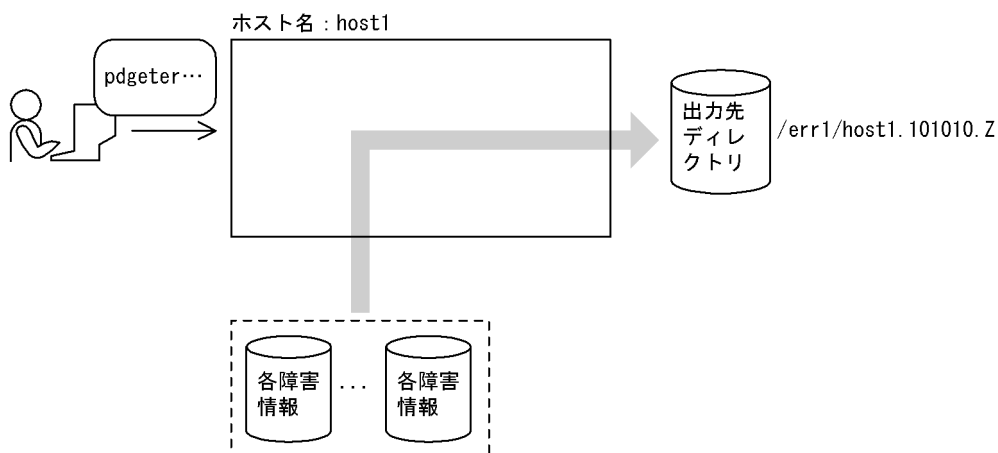 ホスト名：host1
pdgeter…
出力先
ディレ
クトリ
/err1/host1.101010.Z
各障害
情報
...
各障害
情報